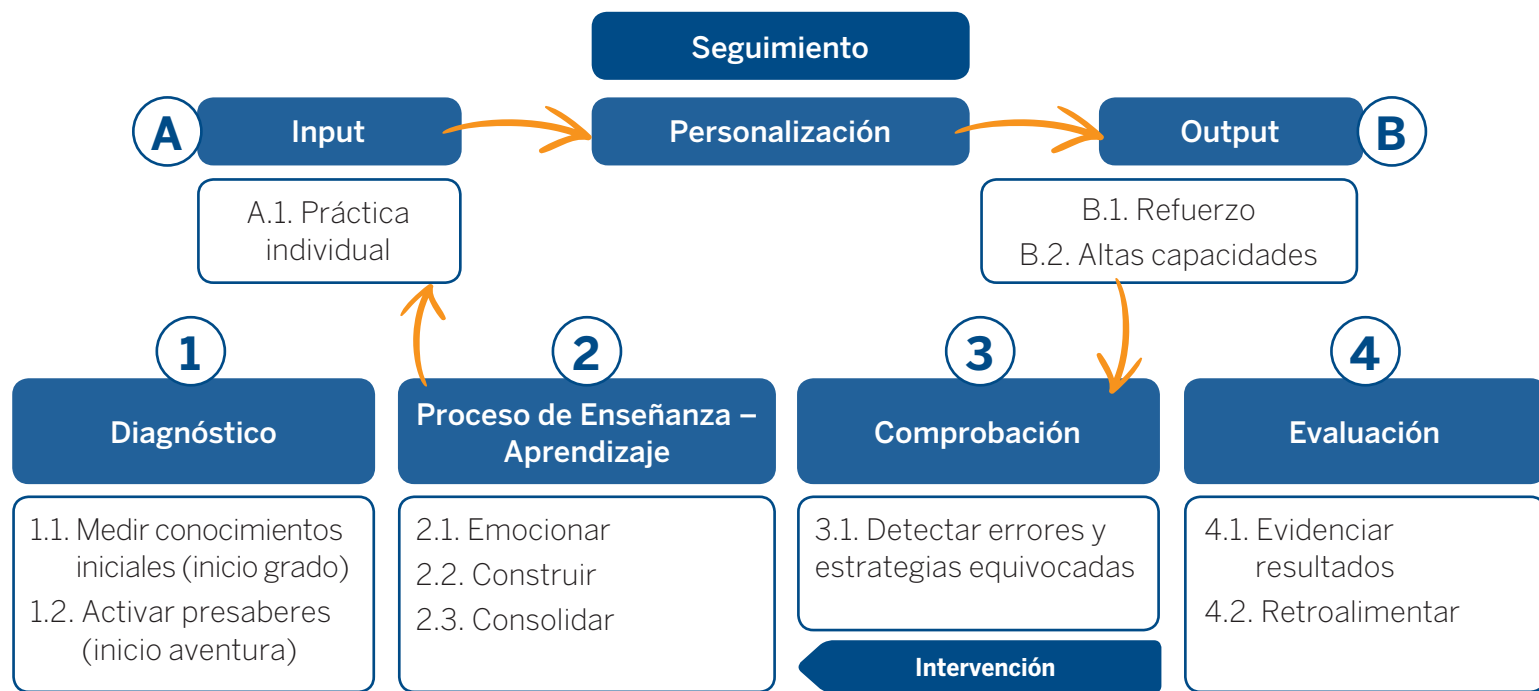 Seguimiento
A
Input
Personalización
Output
B
A.1. Práctica
individual
B.1. Refuerzo
B.2. Altas capacidades
1
2
3
4
Diagnóstico
Proceso de Enseñanza –
Aprendizaje
Comprobación
Evaluación
1.1. Medir conocimientos
iniciales (inicio grado)
1.2. Activar presaberes
(inicio aventura)
2.1. Emocionar
2.2. Construir
2.3. Consolidar
3.1. Detectar errores y
estrategias equivocadas
4.1. Evidenciar
resultados
4.2. Retroalimentar
Intervención